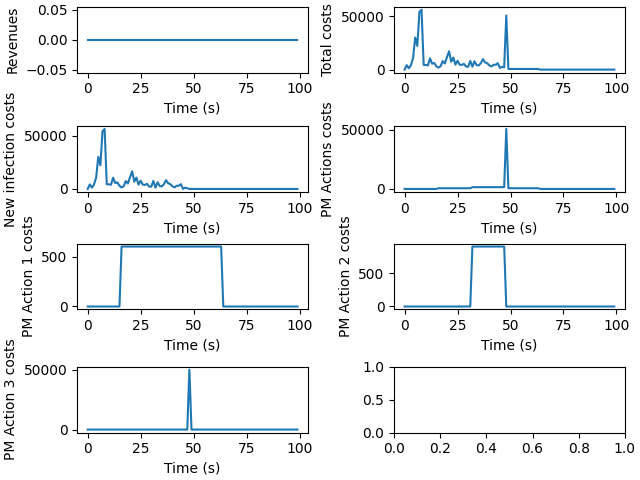 Revenues
0.05
0.00
−0.05
0 25 50 75 100
Time (s)
Total costs
50000
0
0 25 50 75 100
Time (s)
New infection costs
50000
0
0 25 50 75 100
Time (s)
PM Actions costs
50000
0
0 25 50 75 100
Time (s)
PM Action 1 costs
500
0
0 25 50 75 100
Time (s)
PM Action 2 costs
500
0
0 25 50 75 100
Time (s)
PM Action 3 costs
50000
0
0 25 50 75 100
Time (s)
1.0
0.5
0.0
0.0 0.2 0.4 0.6 0.8 1.0